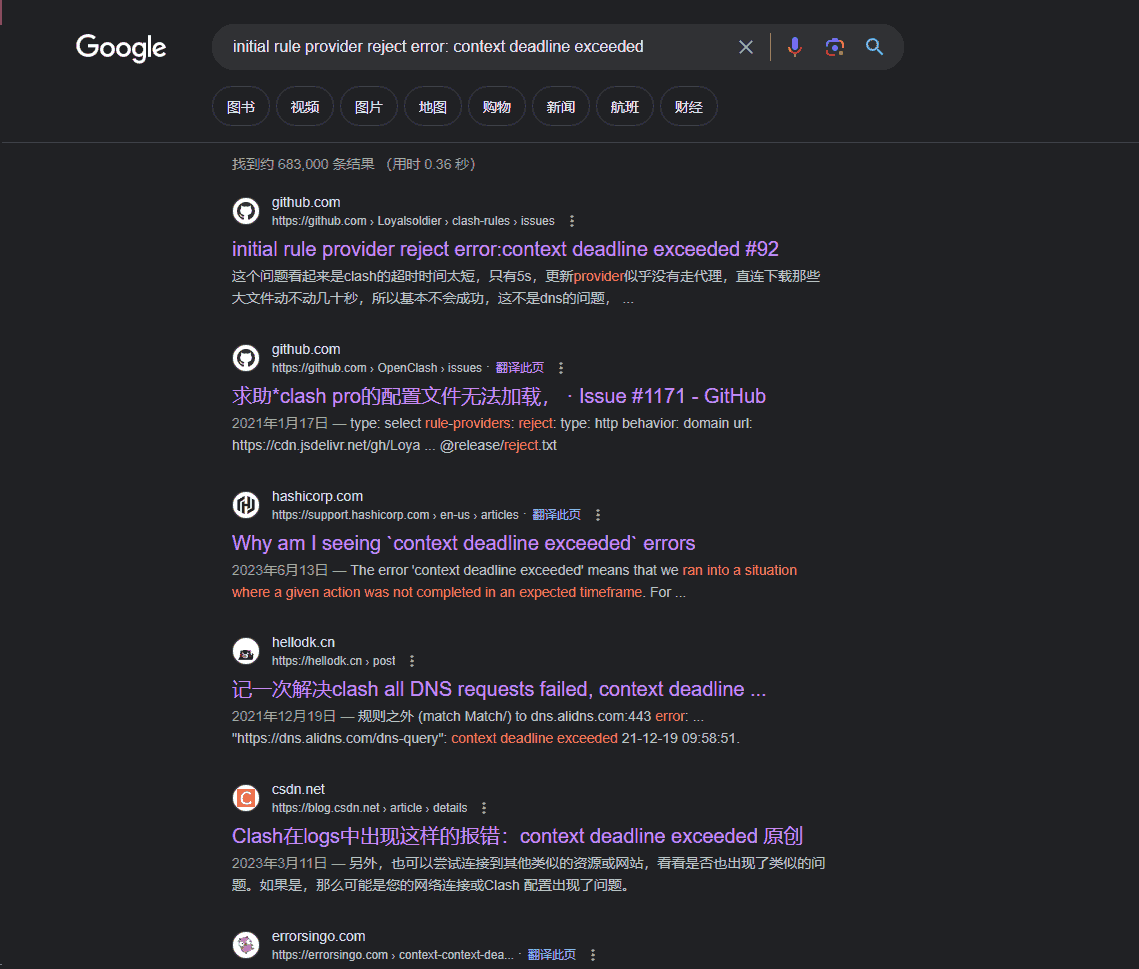 Google
initial rule provider reject error: context deadline exceeded
图书 视频 图片 地图 购物 新闻 航班 财经
找到约 683,000 条结果 （用时 0.36 秒）
github.com
https://github.com › Loyalsoldier › clash-rules › issues
initial rule provider reject error:context deadline exceeded #92
这个问题看起来是clash的超时时间太短，只有5s，更新provider似乎没有走代理，直连下载那些
大文件动不动几十秒，所以基本不会成功，这不是dns的问题， ...
github.com
https://github.com › OpenClash › issues · 翻译此页
求助*clash pro的配置文件无法加载， · Issue #1171 - GitHub
2021年1月17日 — type: select rule-providers: reject: type: http behavior: domain url:
https://cdn.jsdelivr.net/gh/Loya ... @release/reject.txt
hashicorp.com
https://support.hashicorp.com › en-us › articles · 翻译此页
Why am I seeing `context deadline exceeded` errors
2023年6月13日 — The error 'context deadline exceeded' means that we ran into a situation
where a given action was not completed in an expected timeframe. For ...
hellodk.cn
https://hellodk.cn › post
记一次解决clash all DNS requests failed, context deadline ...
2021年12月19日 — 规则之外 (match Match/) to dns.alidns.com:443 error: ...
"https://dns.alidns.com/dns-query": context deadline exceeded 21-12-19 09:58:51.
csdn.net
https://blog.csdn.net › article › details
Clash在logs中出现这样的报错：context deadline exceeded 原创
2023年3月11日 — 另外，也可以尝试连接到其他类似的资源或网站，看看是否也出现了类似的问
题。如果是，那么可能是您的网络连接或Clash 配置出现了问题。
errorsingo.com
https://errorsingo.com › context-context-dea... · 翻译此页